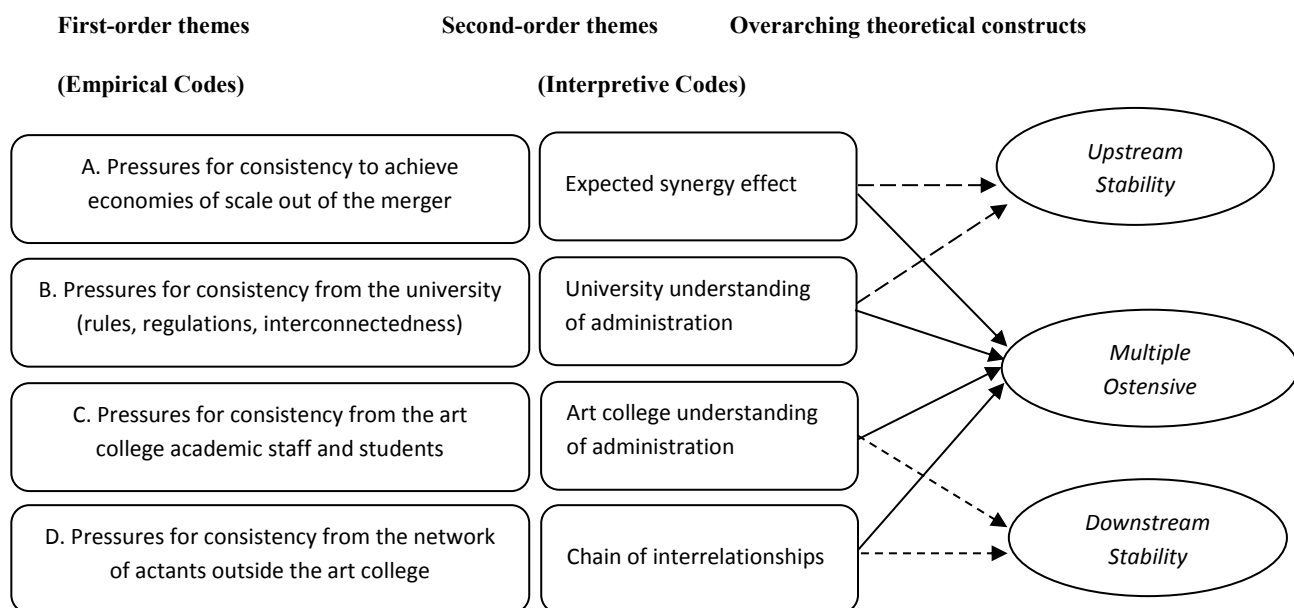 First-order themes
Second-order themes
Overarching theoretical constructs
(Empirical Codes)
(Interpretive Codes)
A. Pressures for consistency to achieve
economies of scale out of the merger
Expected synergy effect
Upstream
Stability
B. Pressures for consistency from the university
(rules, regulations, interconnectedness)
University understanding
of administration
Multiple
Ostensive
C. Pressures for consistency from the art
college academic staff and students
Art college understanding
of administration
D. Pressures for consistency from the network
of actants outside the art college
Chain of interrelationships
Downstream
Stability